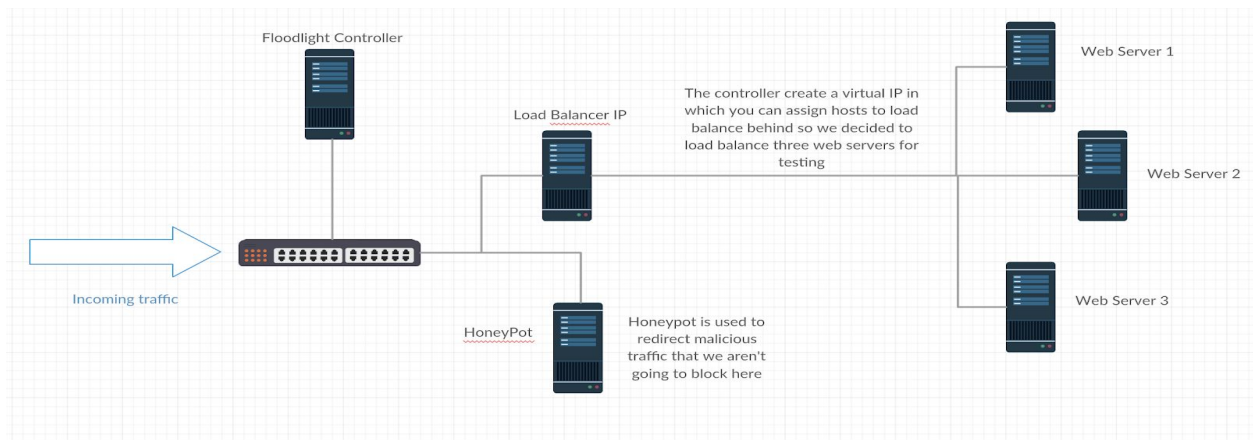 Floodlight Controller
Load Balancer IP
The controller create a virtual IP in
which you can assign hosts to load
balance behind so we decided to
load balance three web servers for
testing
Web Server 1
Web Server 2
Web Server 3
Incoming traffic
HoneyPot
Honeypot is used to
redirect malicious
traffic that we aren't
going to block here